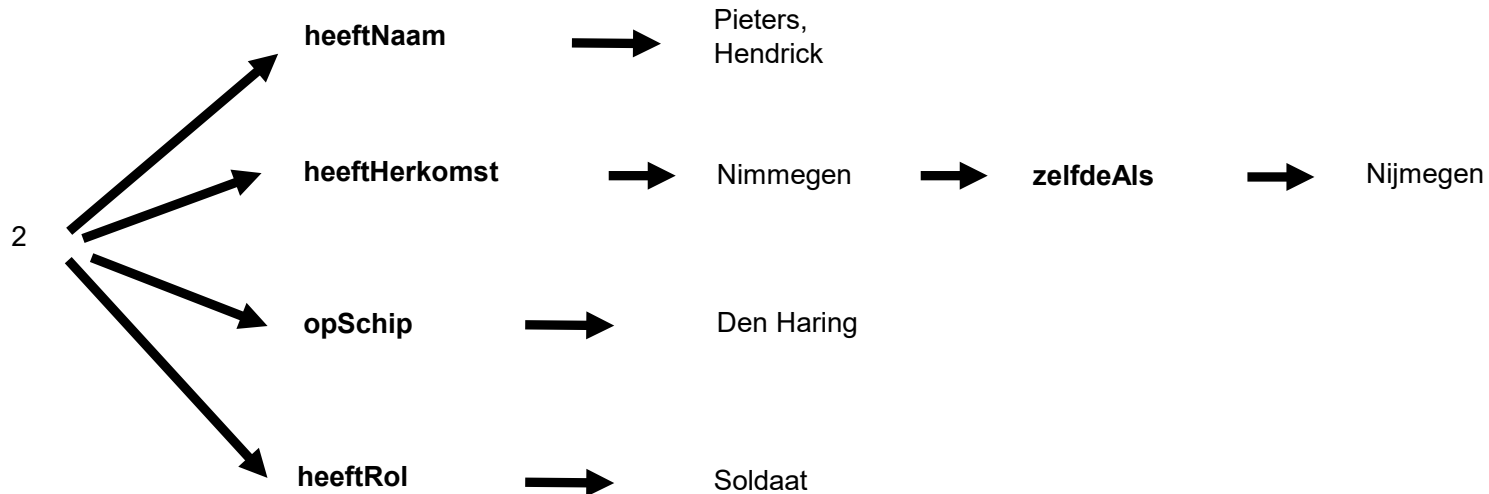 heeftNaam
Pieters,
Hendrick
heeftHerkomst
Nimmegen
zelfdeAls
Nijmegen
2
opSchip
Den Haring
heeftRol
Soldaat